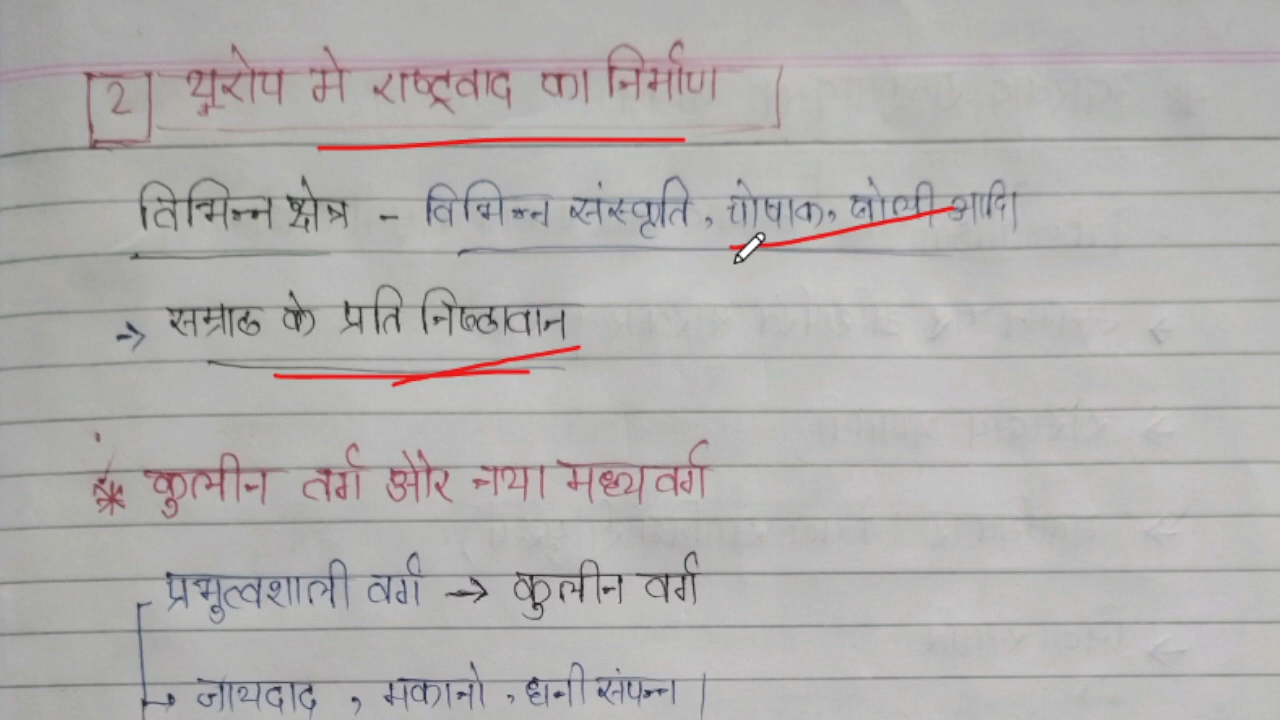 2 यूरोप मे राष्ट्रवाद का निर्माण
विभिन्न क्षेत्र - विभिन्न संस्कृति, पोषाक, बोली आदि।
→ सम्राट के प्रति निष्ठावान
* कुलीन वर्ग और नया मध्यवर्ग
प्रभुत्वशाली वर्ग → कुलीन वर्ग
→ जायदाद, मकानो, धनी संपन्न।